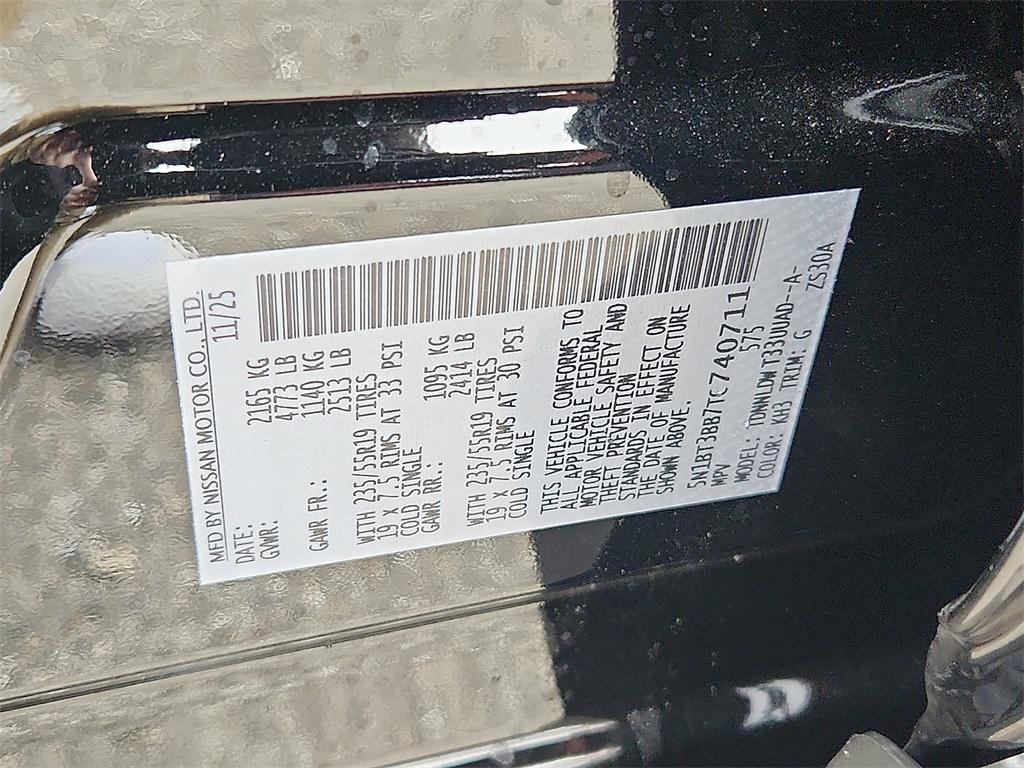 MFD BY NISSAN MOTOR CO., LTD.
DATE: 11/25
GVWR: 2165 KG
4773 LB
GAWR FR.: 1140 KG
2513 LB
WITH 235/55R19 TIRES
19 X 7.5 RIMS AT 33 PSI
COLD SINGLE
GAWR RR.: 1095 KG
2414 LB
WITH 235/55R19 TIRES
19 X 7.5 RIMS AT 30 PSI
COLD SINGLE
THIS VEHICLE CONFORMS TO
ALL APPLICABLE FEDERAL
MOTOR VEHICLE SAFETY AND
THEFT PREVENTION
STANDARDS IN EFFECT ON
THE DATE OF MANUFACTURE
SHOWN ABOVE.
5N1BT3BB7TC740711
MPV 575
MODEL: TDNNLDWT33UUAD--A-
COLOR: KH3 TRIM: G ZS30A